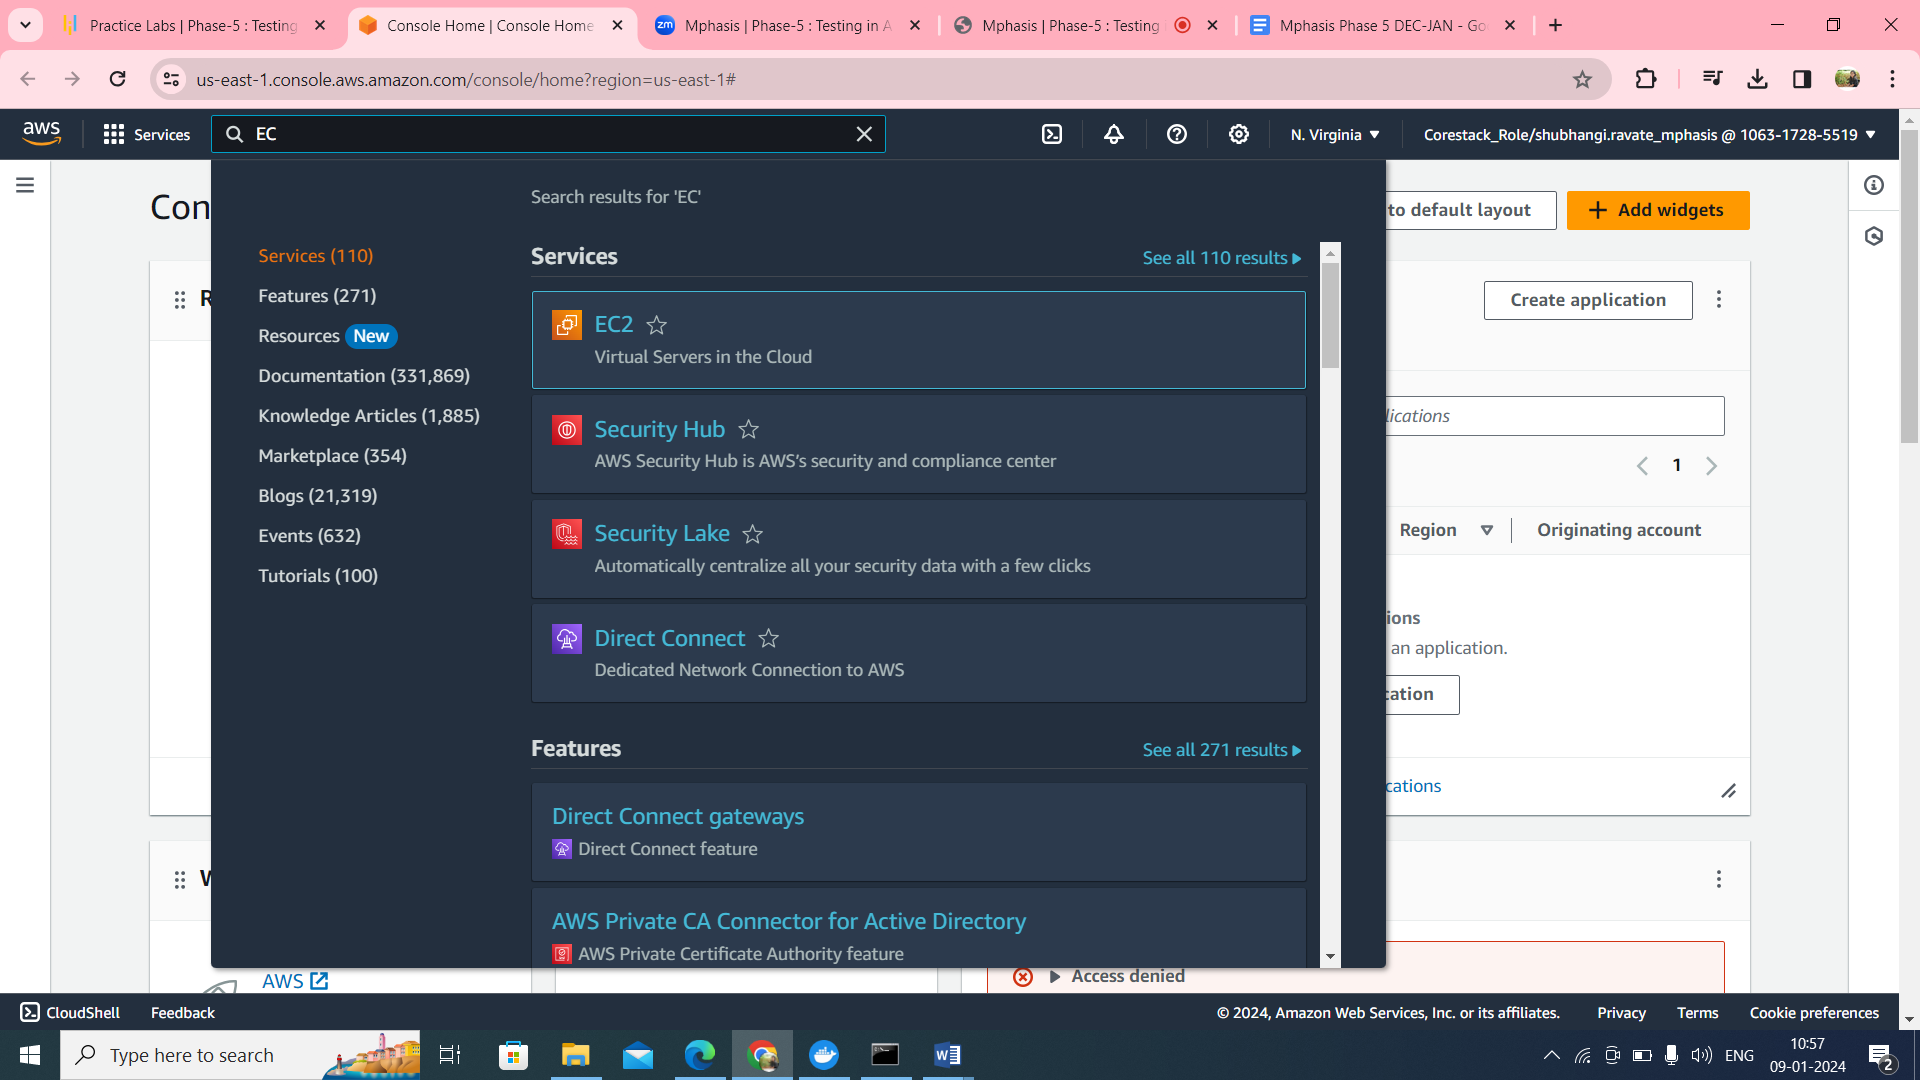 Practice Labs | Phase-5 : Testing
Console Home | Console Home
zm
Mphasis | Phase-5 : Testing in A
Mphasis | Phase-5 : Testing
Mphasis Phase 5 DEC-JAN - Go
us-east-1.console.aws.amazon.com/console/home?region=us-east-1#
aws
Services
EC
N. Virginia
Corestack_Role/shubhangi.ravate_mphasis @ 1063-1728-5519
Con
Search results for 'EC'
to default layout
Add widgets
Services (110)
Features (271)
Resources New
Documentation (331,869)
Knowledge Articles (1,885)
Marketplace (354)
Blogs (21,319)
Events (632)
Tutorials (100)
Services
See all 110 results
EC2
Virtual Servers in the Cloud
Security Hub
AWS Security Hub is AWS's security and compliance center
Security Lake
Automatically centralize all your security data with a few clicks
Direct Connect
Dedicated Network Connection to AWS
Features
See all 271 results
Direct Connect gateways
Direct Connect feature
AWS Private CA Connector for Active Directory
AWS Private Certificate Authority feature
Create application
lications
1
Region
Originating account
ions
an application.
cation
cations
AWS
Access denied
CloudShell
Feedback
© 2024, Amazon Web Services, Inc. or its affiliates.
Privacy
Terms
Cookie preferences
Type here to search
ENG
10:57
09-01-2024
2